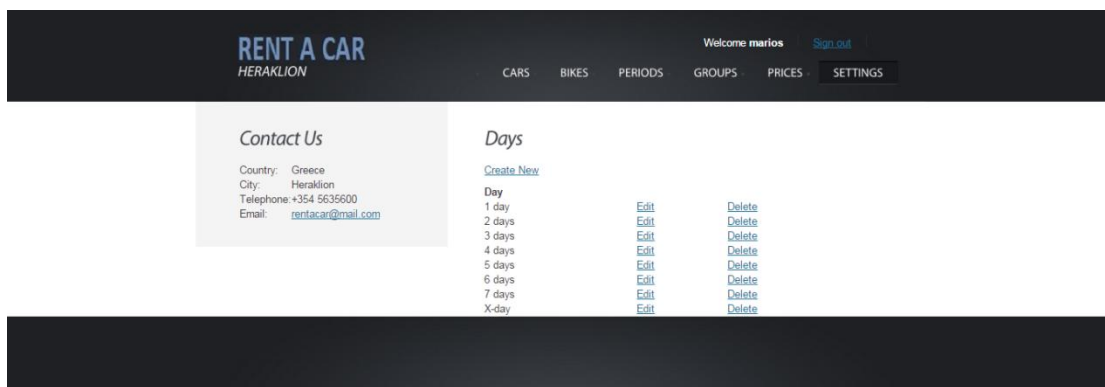 RENT A CAR
HERAKLION
Welcome marios Sign out
CARS BIKES PERIODS GROUPS PRICES SETTINGS
Contact Us
Country: Greece
City: Heraklion
Telephone:+354 5635600
Email: rentacar@mail.com
Days
Create New
Day
1 day Edit Delete
2 days Edit Delete
3 days Edit Delete
4 days Edit Delete
5 days Edit Delete
6 days Edit Delete
7 days Edit Delete
X-day Edit Delete